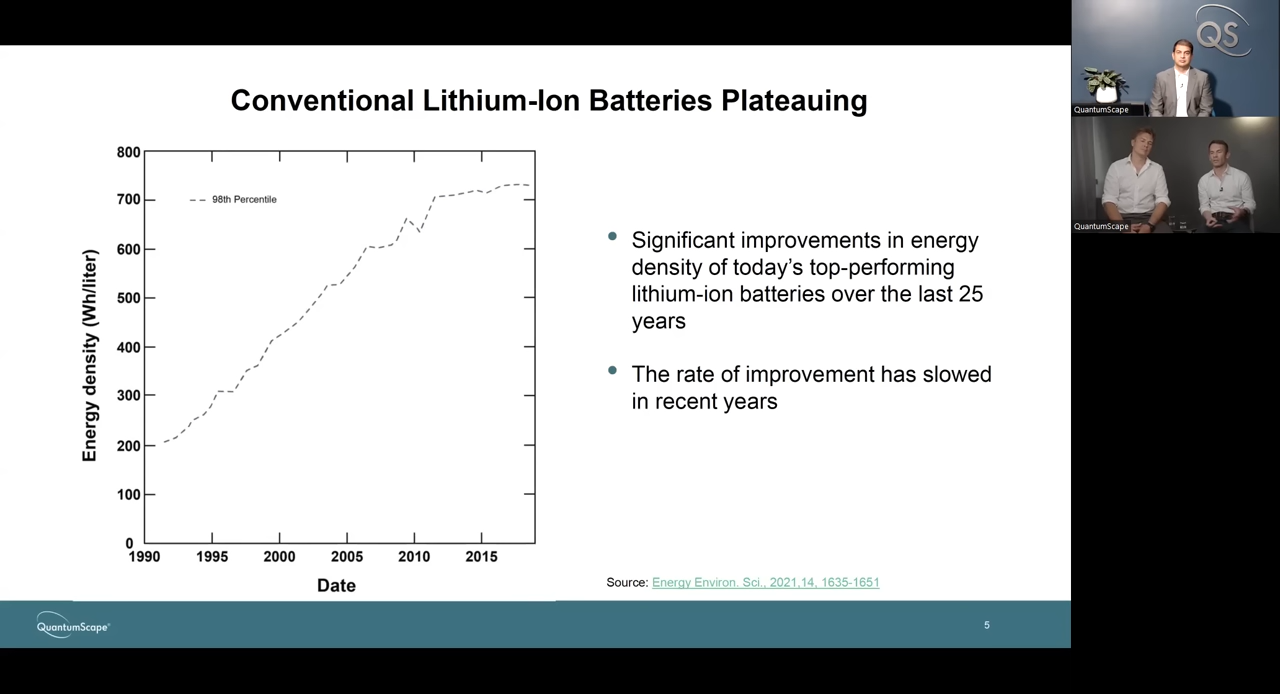 Conventional Lithium-Ion Batteries Plateauing
800
700
600
500
400
300
200
100
0
1990
1995
2000
2005
2010
2015
Energy density (Wh/liter)
Date
98th Percentile
Significant improvements in energy
density of today's top-performing
lithium-ion batteries over the last 25
years
The rate of improvement has slowed
in recent years
Source: Energy Environ. Sci., 2021,14, 1635-1651
QuantumScape
5
QS
QuantumScape
QuantumScape